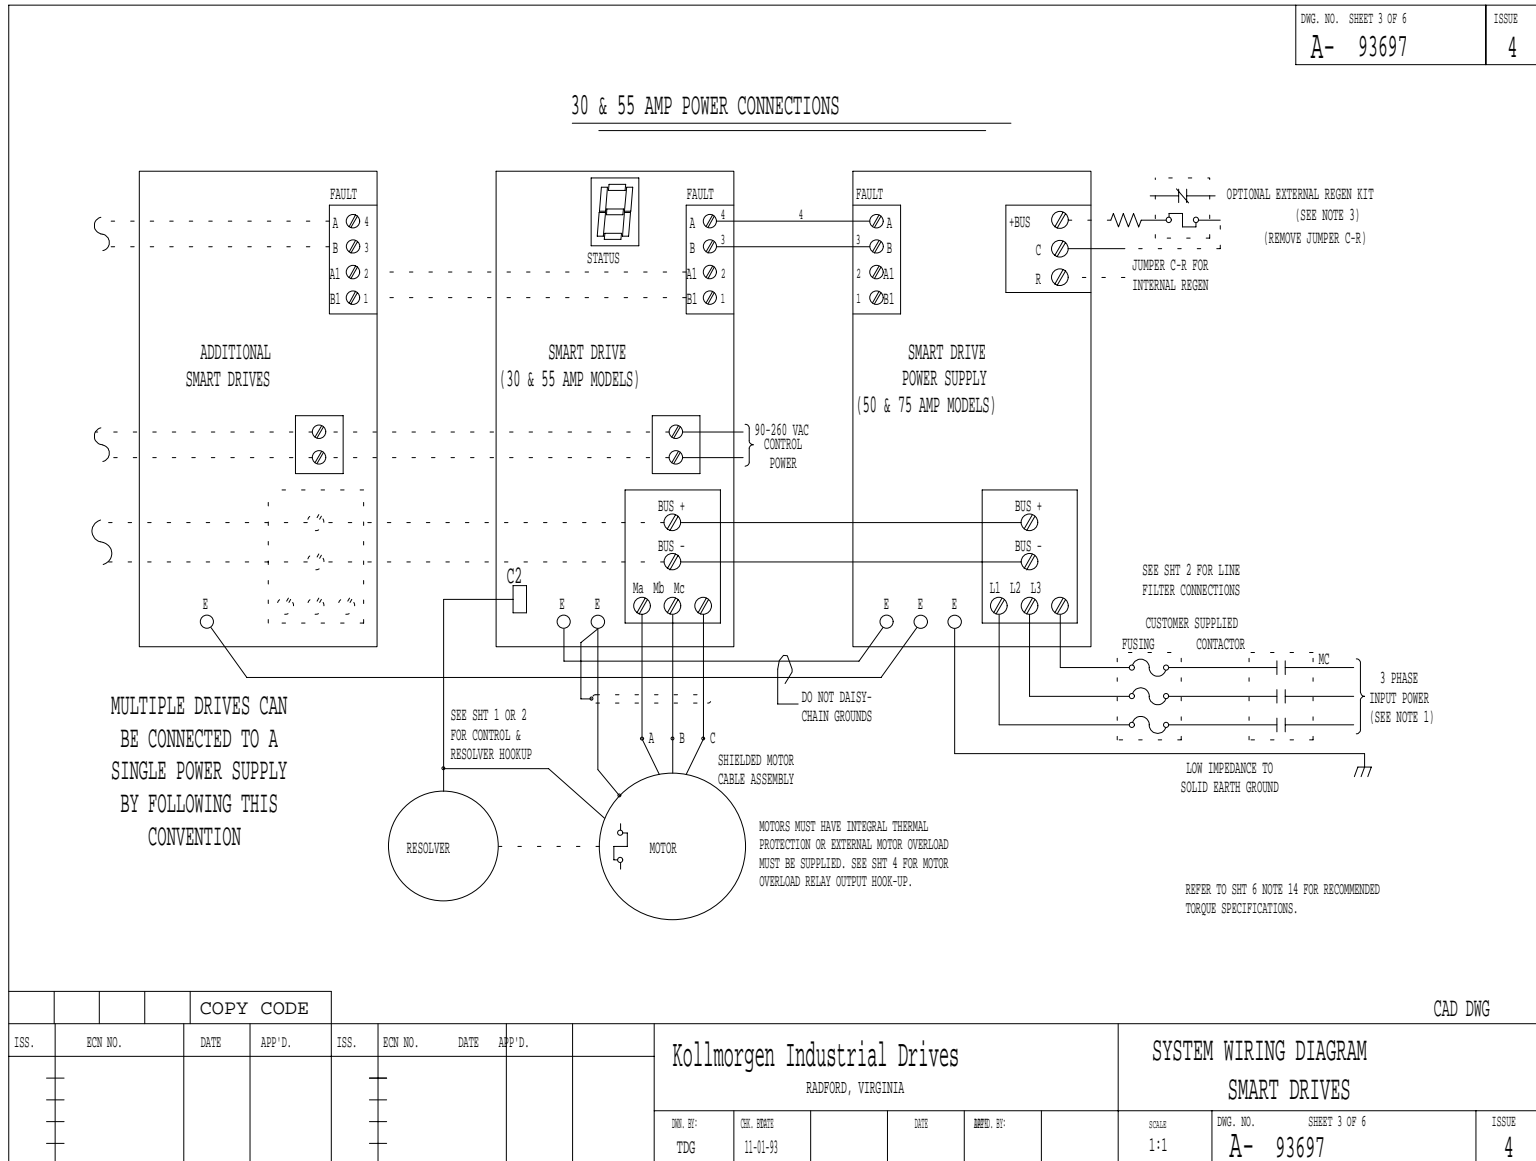 DWG. NO. SHEET 3 OF 6
ISSUE
A- 93697
4
30 & 55 AMP POWER CONNECTIONS
FAULT
A 4
B 3
A1 2
B1 1
ADDITIONAL
SMART DRIVES
E
STATUS
FAULT
A 4
B 3
A1 2
B1 1
4
SMART DRIVE
(30 & 55 AMP MODELS)
90-260 VAC
CONTROL
POWER
BUS +
BUS -
Ma Mb Mc
C2
E E
FAULT
A
3 B
2 A1
1 B1
+BUS
C
R
SMART DRIVE
POWER SUPPLY
(50 & 75 AMP MODELS)
BUS +
BUS -
L1 L2 L3
E E E
OPTIONAL EXTERNAL REGEN KIT
(SEE NOTE 3)
(REMOVE JUMPER C-R)
JUMPER C-R FOR
INTERNAL REGEN
SEE SHT 2 FOR LINE
FILTER CONNECTIONS
CUSTOMER SUPPLIED
FUSING CONTACTOR
MC
3 PHASE
INPUT POWER
(SEE NOTE 1)
LOW IMPEDANCE TO
SOLID EARTH GROUND
DO NOT DAISY-
CHAIN GROUNDS
MULTIPLE DRIVES CAN
BE CONNECTED TO A
SINGLE POWER SUPPLY
BY FOLLOWING THIS
CONVENTION
SEE SHT 1 OR 2
FOR CONTROL &
RESOLVER HOOKUP
A B C
SHIELDED MOTOR
CABLE ASSEMBLY
RESOLVER
MOTOR
MOTORS MUST HAVE INTEGRAL THERMAL
PROTECTION OR EXTERNAL MOTOR OVERLOAD
MUST BE SUPPLIED. SEE SHT 4 FOR MOTOR
OVERLOAD RELAY OUTPUT HOOK-UP.
REFER TO SHT 6 NOTE 14 FOR RECOMMENDED
TORQUE SPECIFICATIONS.
COPY CODE
CAD DWG
ISS. ECN NO. DATE APP'D. ISS. ECN NO. DATE APP'D.
Kollmorgen Industrial Drives
RADFORD, VIRGINIA
SYSTEM WIRING DIAGRAM
SMART DRIVES
DWN. BY:
TDG
DATE
11-01-93
DATE
SCALE
1:1
DWG. NO. SHEET 3 OF 6
A- 93697
ISSUE
4